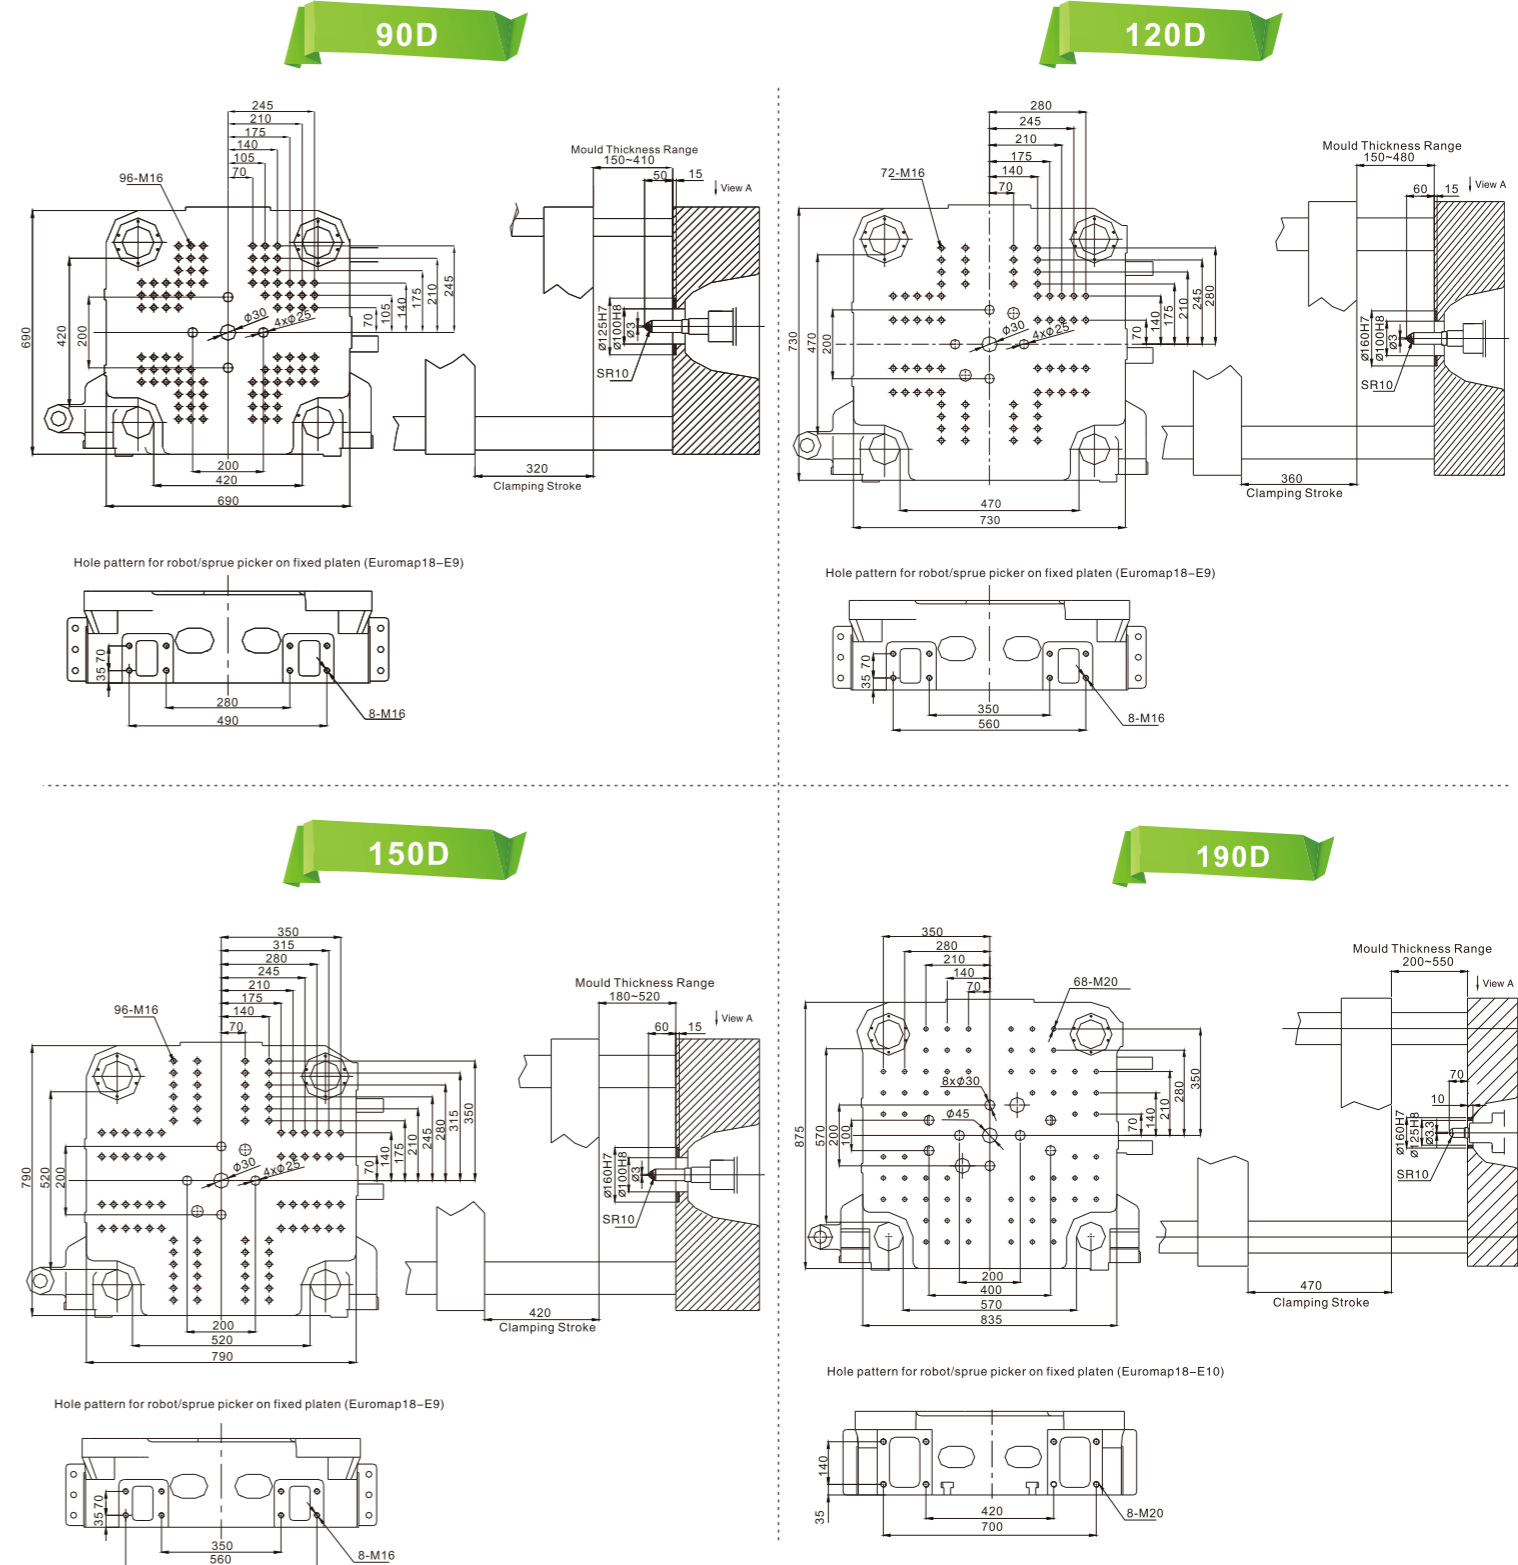 90D
245
210
175
140
105
70
96-M16
690
420
200
Φ30
4xΦ25
70
105
140
175
210
245
200
420
690
Mould Thickness Range
150~410
50
15
View A
Ø125H7
Ø100H8
Ø3
SR10
320
Clamping Stroke
Hole pattern for robot/sprue picker on fixed platen (Euromap18–E9)
35
70
280
490
8-M16
120D
280
245
210
175
140
70
72-M16
730
470
200
Φ30
4xΦ25
70
140
175
210
245
280
470
730
Mould Thickness Range
150~480
60
15
View A
Ø160H7
Ø100H8
Ø3
SR10
360
Clamping Stroke
Hole pattern for robot/sprue picker on fixed platen (Euromap18–E9)
35
70
350
560
8-M16
150D
350
315
280
245
210
175
140
70
96-M16
790
520
200
Φ30
4xΦ25
70
140
175
210
245
280
315
350
200
520
790
Mould Thickness Range
180~520
60
15
View A
Ø160H7
Ø100H8
Ø3
SR10
420
Clamping Stroke
Hole pattern for robot/sprue picker on fixed platen (Euromap18–E9)
35
70
350
560
8-M16
190D
350
280
210
140
70
68-M20
875
570
200
100
8xΦ30
Φ45
70
140
210
280
350
200
400
570
835
Mould Thickness Range
200~550
View A
70
10
Ø160H7
Ø125H8
Ø3.3
SR10
470
Clamping Stroke
Hole pattern for robot/sprue picker on fixed platen (Euromap18–E10)
140
35
420
700
8-M20